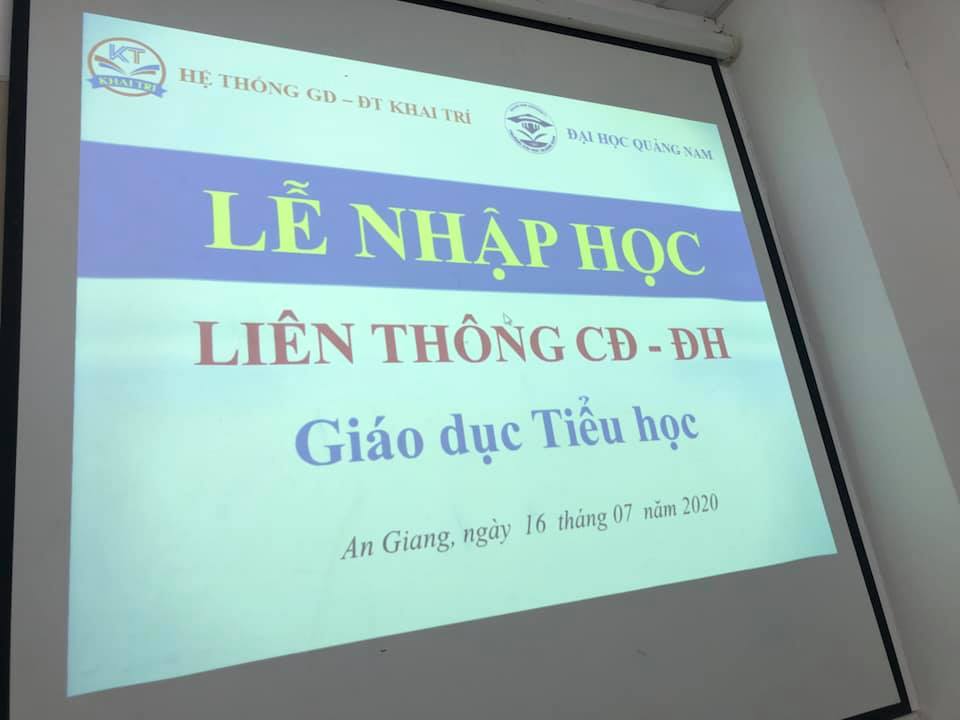 KT
KHAI TRÍ
HỆ THỐNG GD – ĐT KHAI TRÍ
ĐẠI HỌC QUẢNG NAM
LỄ NHẬP HỌC
LIÊN THÔNG CĐ - ĐH
Giáo dục Tiểu học
An Giang, ngày 16 tháng 07 năm 2020